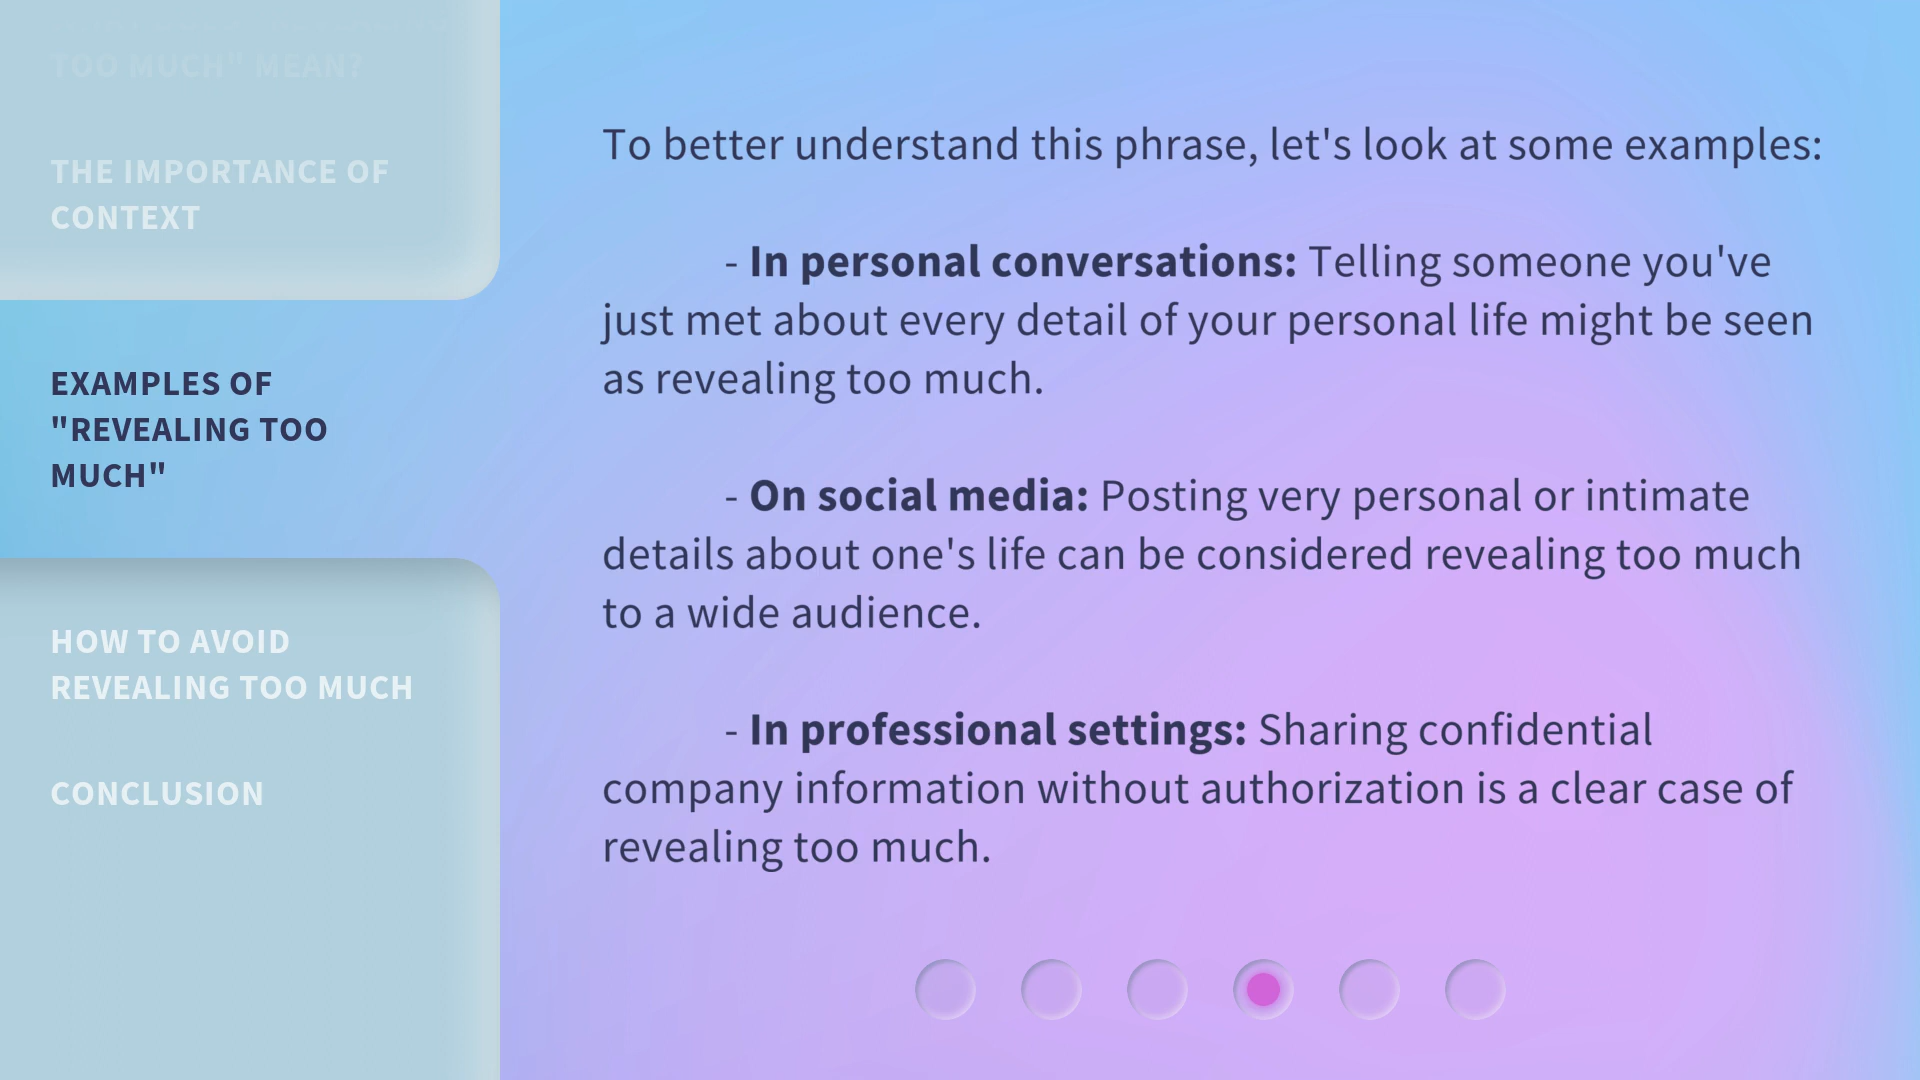 TOO MUCH" MEAN?
THE IMPORTANCE OF
CONTEXT
EXAMPLES OF
"REVEALING TOO
MUCH"
HOW TO AVOID
REVEALING TOO MUCH
CONCLUSION
To better understand this phrase, let's look at some examples:
- In personal conversations: Telling someone you've
just met about every detail of your personal life might be seen
as revealing too much.
- On social media: Posting very personal or intimate
details about one's life can be considered revealing too much
to a wide audience.
- In professional settings: Sharing confidential
company information without authorization is a clear case of
revealing too much.